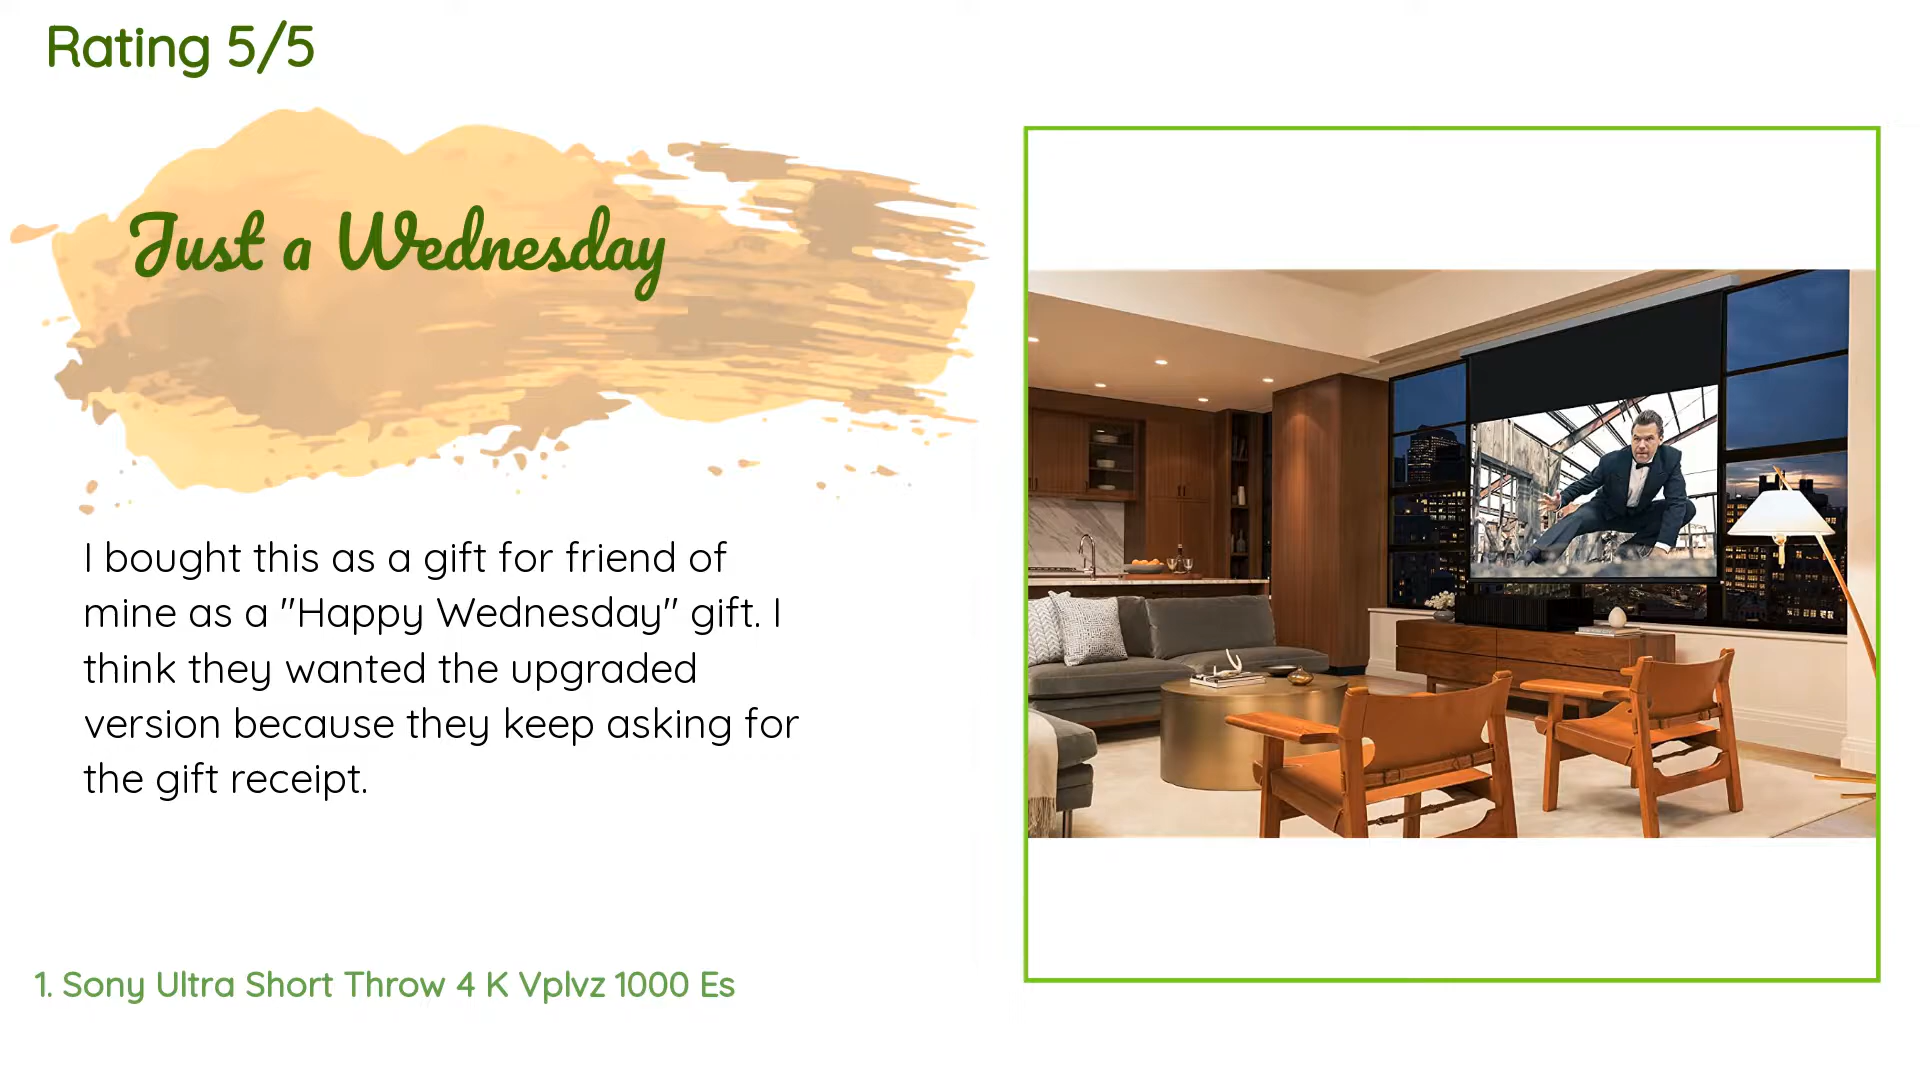 Rating 5/5
Just a Wednesday
I bought this as a gift for friend of
mine as a "Happy Wednesday" gift. I
think they wanted the upgraded
version because they keep asking for
the gift receipt.
1. Sony Ultra Short Throw 4 K Vplvz 1000 Es